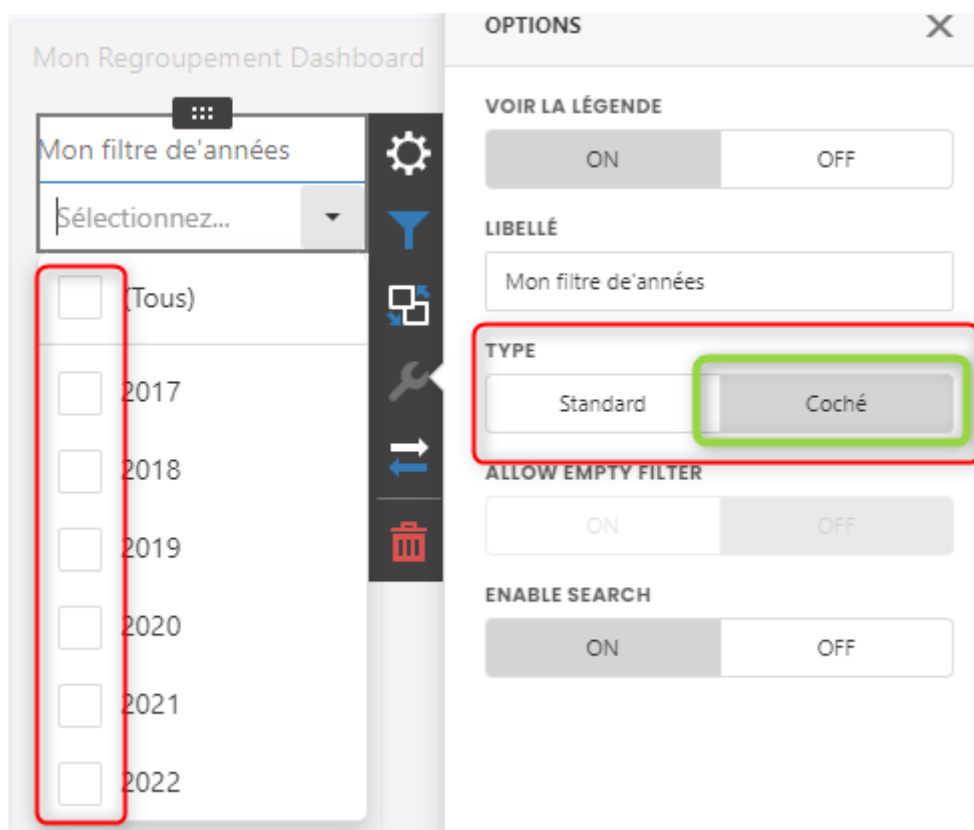 Mon Regroupement Dashboard
Mon filtre de'années
Sélectionnez...
(Tous)
2017
2018
2019
2020
2021
2022
OPTIONS
VOIR LA LÉGENDE
ON OFF
LIBELLÉ
Mon filtre de'années
TYPE
Standard Coché
ALLOW EMPTY FILTER
ON OFF
ENABLE SEARCH
ON OFF